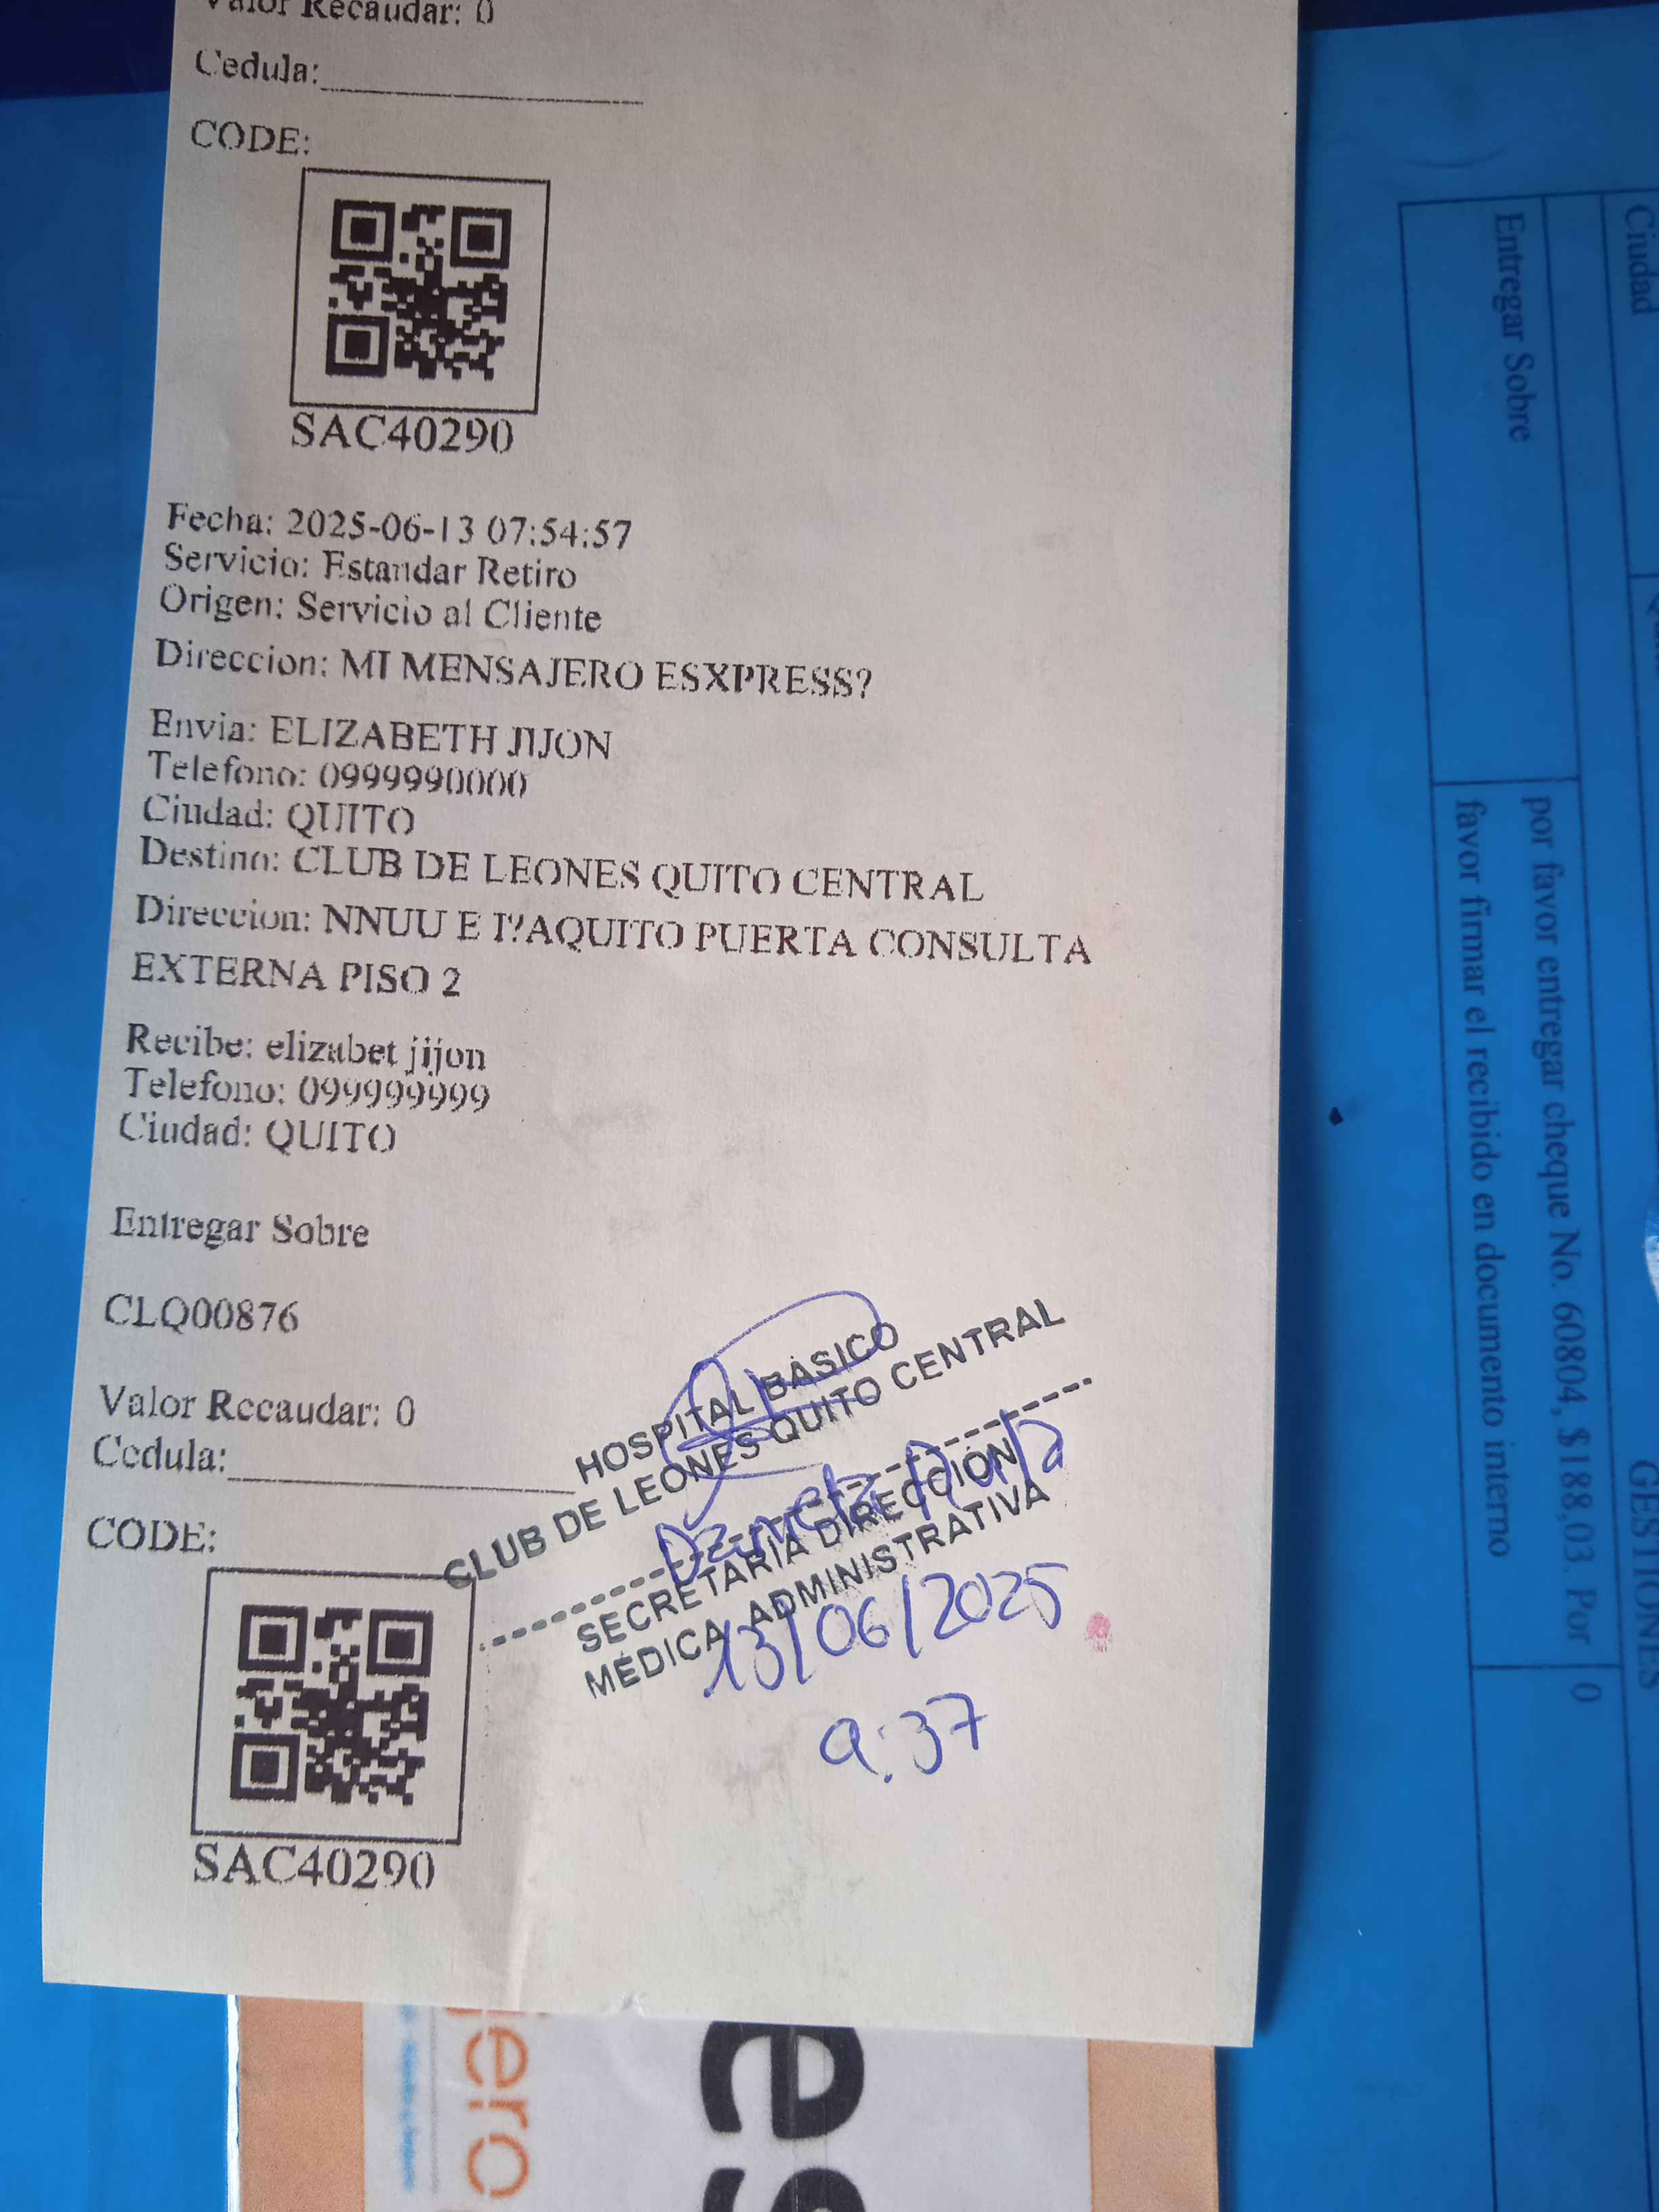 Valor Recaudar: 0
Cedula:
CODE:
SAC40290
Fecha: 2025-06-13 07:54:57
Servicio: Estandar Retiro
Origen: Servicio al Cliente
Direccion: MI MENSAJERO ESXPRESS?
Envia: ELIZABETH JIJON
Telefono: 0999990000
Ciudad: QUITO
Destino: CLUB DE LEONES QUITO CENTRAL
Direccion: NNUU E I?AQUITO PUERTA CONSULTA
EXTERNA PISO 2
Recibe: elizabet jijon
Telefono: 099999999
Ciudad: QUITO
Entregar Sobre
CLQ00876
Valor Recaudar: 0
Cedula:
CODE:
SAC40290
HOSPITAL BÁSICO
CLUB DE LEONES QUITO CENTRAL
SECRETARIA DIRECCIÓN
MÉDICA ADMINISTRATIVA
13/06/2025
9:37
Ciudad
Entregar Sobre
por favor entregar cheque No. 60804, $188,03. Por
favor firmar el recibido en documento interno
0
GESTIONES
jero
es